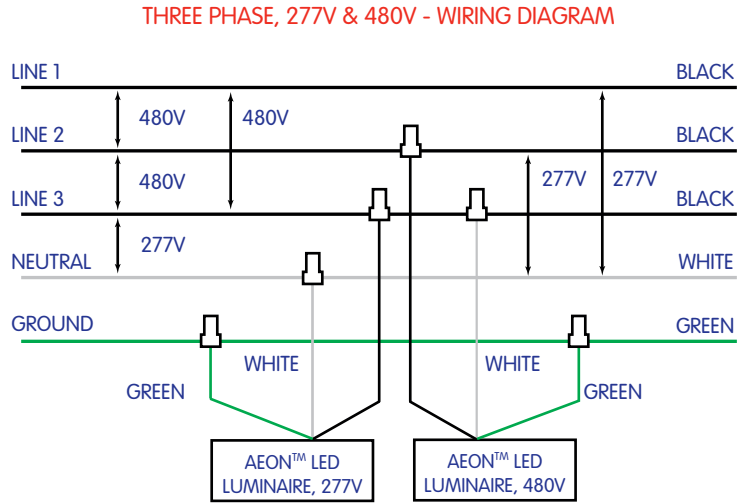 THREE PHASE, 277V & 480V - WIRING DIAGRAM
LINE 1
BLACK
480V
480V
LINE 2
BLACK
480V
277V
277V
LINE 3
BLACK
277V
NEUTRAL
WHITE
GROUND
GREEN
WHITE
WHITE
GREEN
GREEN
AEON™ LED
LUMINAIRE, 277V
AEON™ LED
LUMINAIRE, 480V